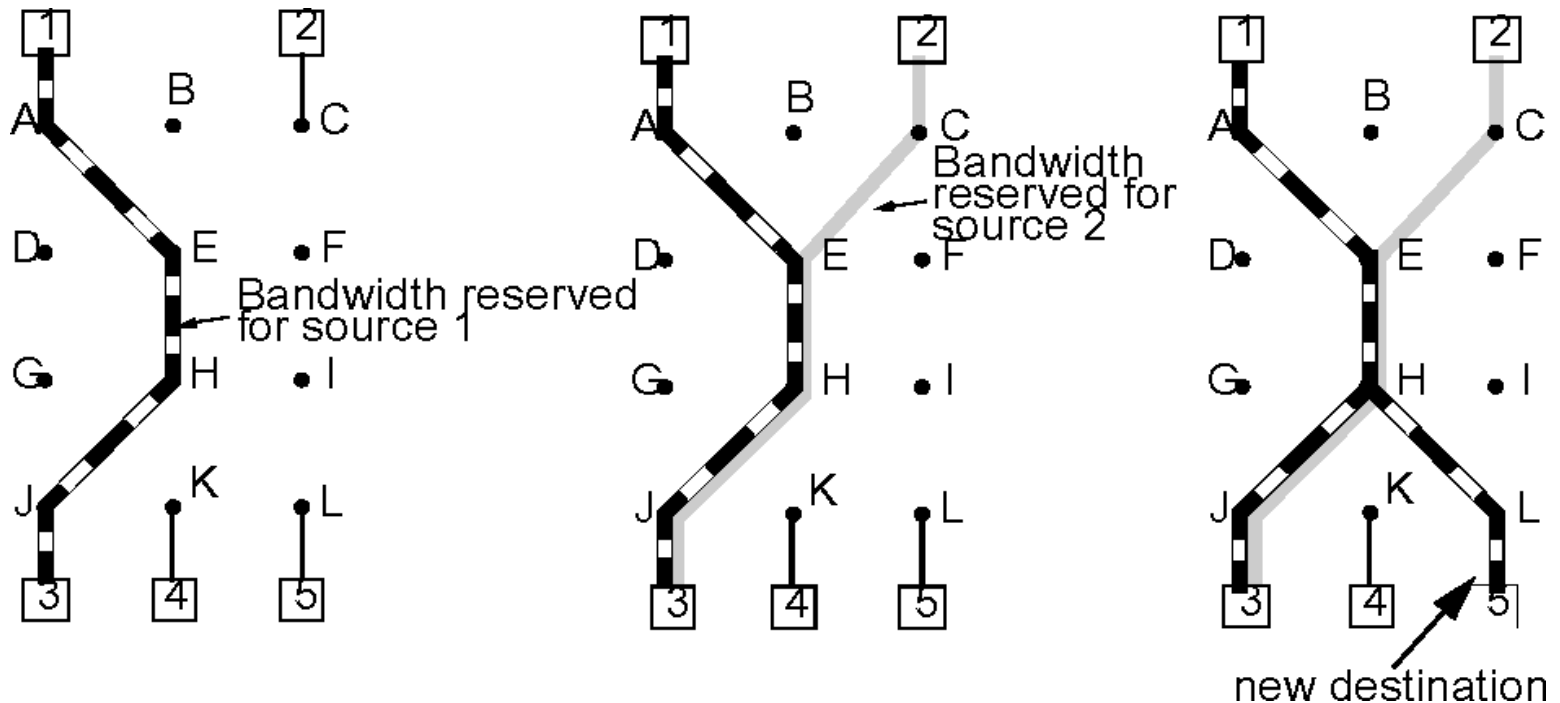 1 2
B
A C
D E F
Bandwidth reserved
for source 1
G H I
J K L
3 4 5
1 2
B
A C
Bandwidth
reserved for
source 2
D E F
G H I
J K L
3 4 5
1 2
B
A C
D E F
G H I
J K L
3 4 5
new destination